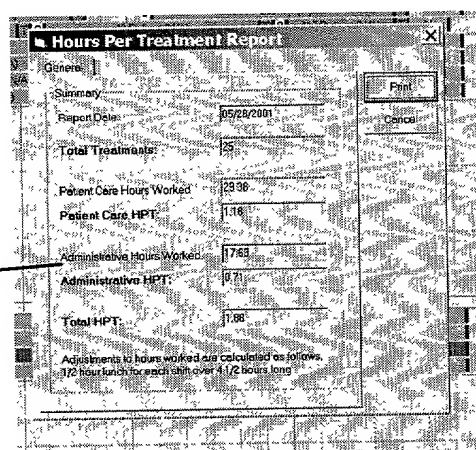 Hours Per Treatment Report
General
Summary
Print
Report Date: 05/28/2001
Cancel
Total Treatments: 25
Patient Care Hours Worked
Patient Care HPT: 1.18
Administrative Hours Worked 17.63
Administrative HPT: 0.71
Total HPT: 1.88
Adjustments to hours worked are calculated as follows,
1/2 hour lunch for each shift over 4 1/2 hours long